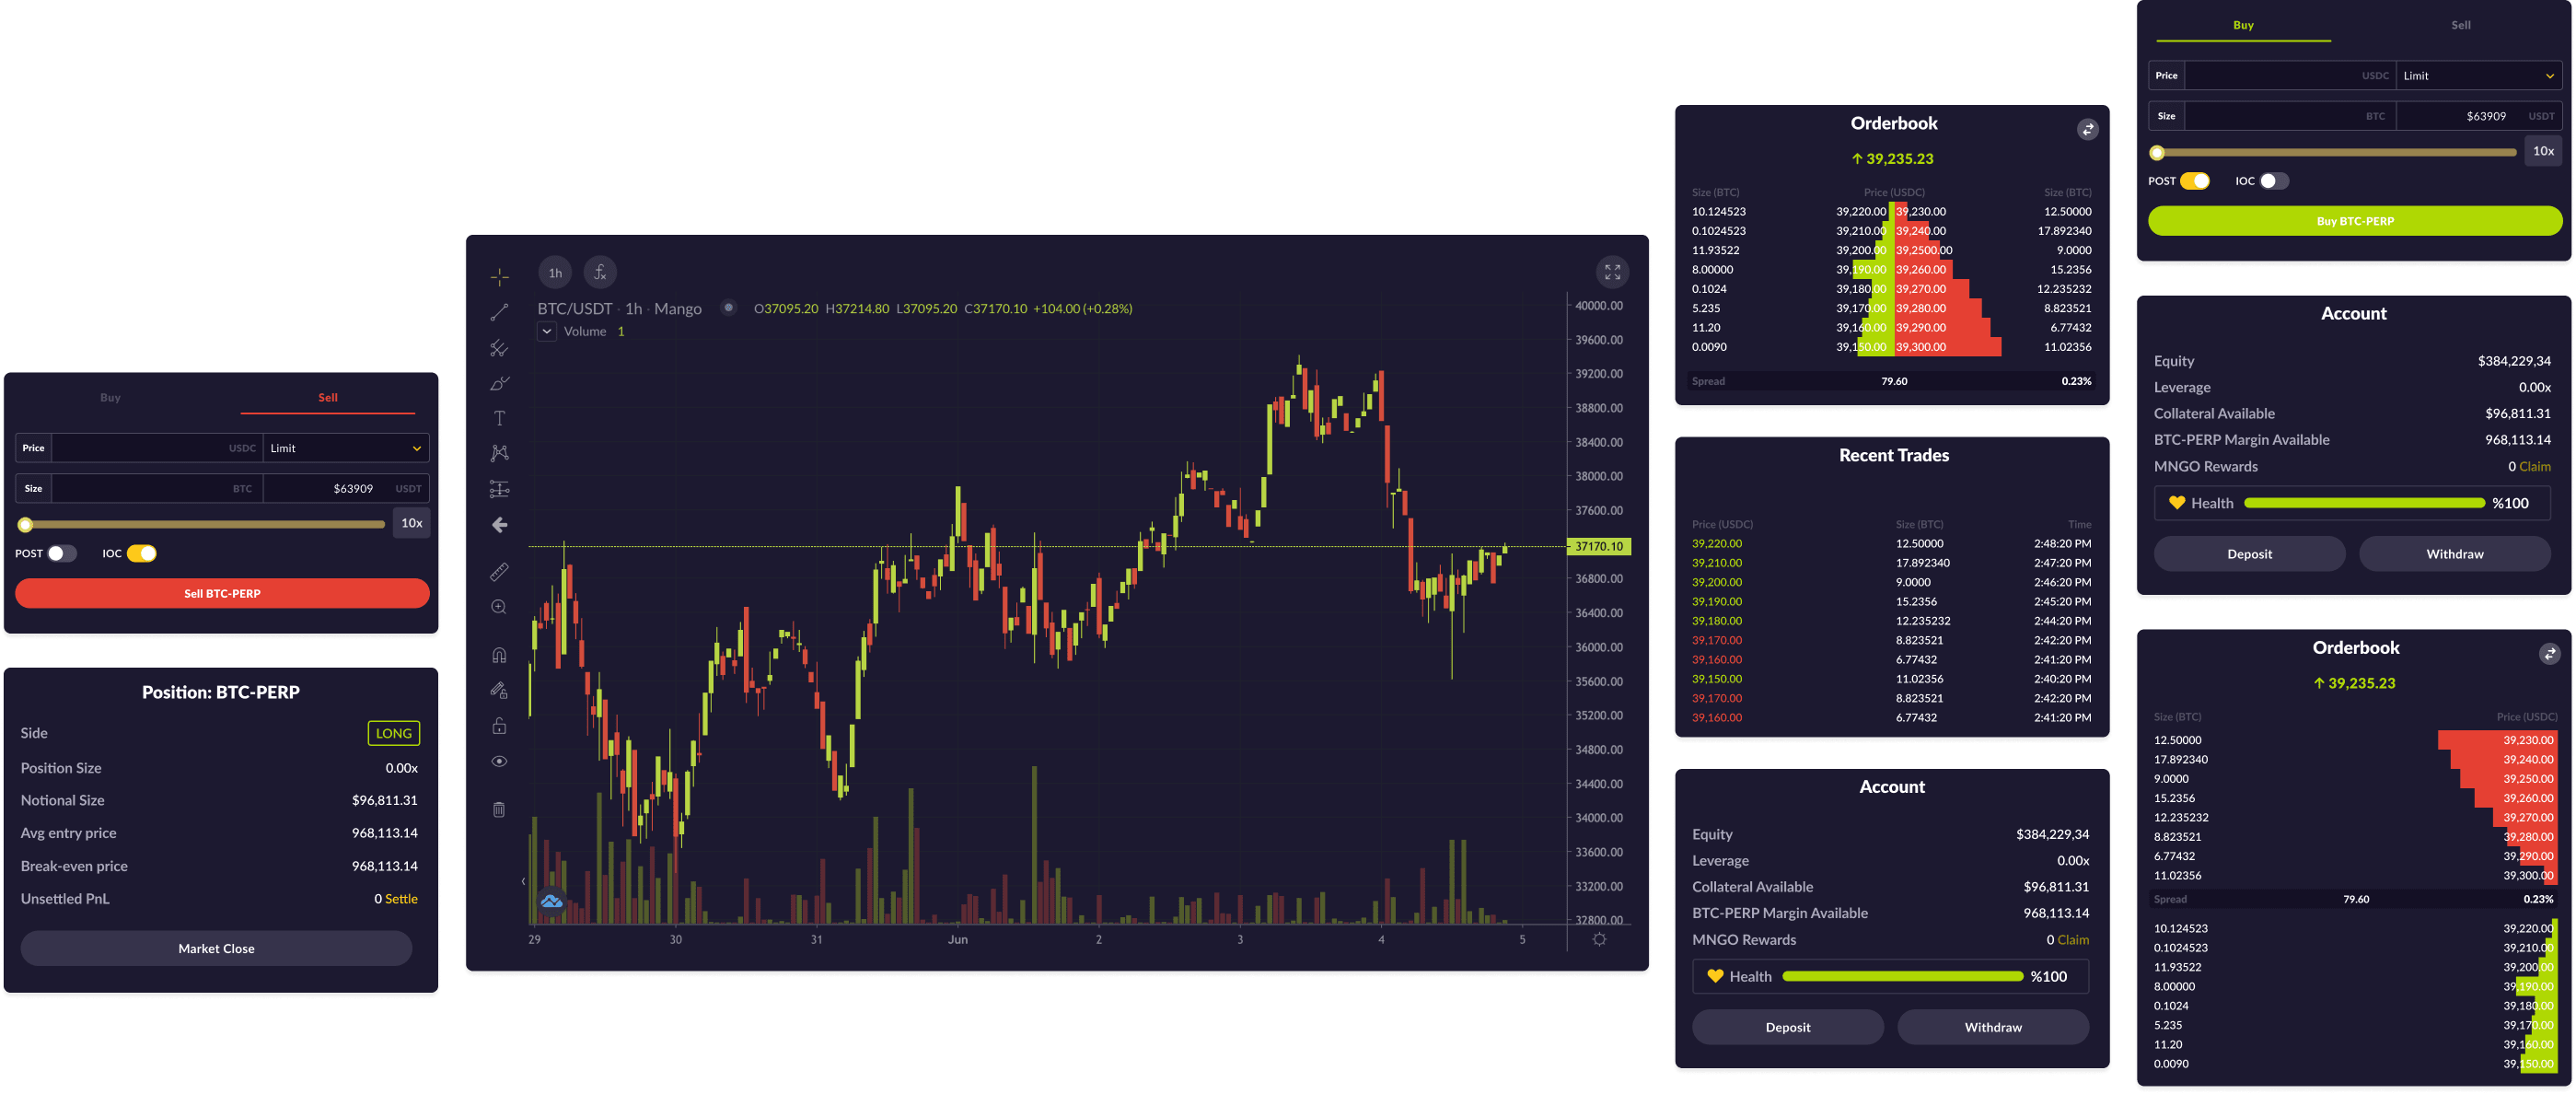 Buy Sell
Price USDC Limit
Size BTC $63909 USDT
10x
POST IOC
Sell BTC-PERP
Position: BTC-PERP
Side LONG
Position Size 0.00x
Notional Size $96,811.31
Avg entry price 968,113.14
Break-even price 968,113.14
Unsettled PnL 0 Settle
Market Close
1h fx
BTC/USDT · 1h · Mango O37095.20 H37214.80 L37095.20 C37170.10 +104.00 (+0.28%)
Volume 1
T
40000.00
39600.00
39200.00
38800.00
38400.00
38000.00
37600.00
37170.10
36800.00
36400.00
36000.00
35600.00
35200.00
34800.00
34400.00
34000.00
33600.00
33200.00
32800.00
29 30 31 Jun 2 3 4 5
Orderbook
↑ 39,235.23
Size (BTC) Price (USDC) Size (BTC)
10.124523 39,220.00 39,230.00 12.50000
0.1024523 39,210.00 39,240.00 17.892340
11.93522 39,200.00 39,2500.00 9.0000
8.00000 39,190.00 39,260.00 15.2356
0.1024 39,180.00 39,270.00 12.235232
5.235 39,170.00 39,280.00 8.823521
11.20 39,160.00 39,290.00 6.77432
0.0090 39,150.00 39,300.00 11.02356
Spread 79.60 0.23%
Recent Trades
Price (USDC) Size (BTC) Time
39,220.00 12.50000 2:48:20 PM
39,210.00 17.892340 2:47:20 PM
39,200.00 9.0000 2:46:20 PM
39,190.00 15.2356 2:45:20 PM
39,180.00 12.235232 2:44:20 PM
39,170.00 8.823521 2:42:20 PM
39,160.00 6.77432 2:41:20 PM
39,150.00 11.02356 2:40:20 PM
39,170.00 8.823521 2:42:20 PM
39,160.00 6.77432 2:41:20 PM
Account
Equity $384,229,34
Leverage 0.00x
Collateral Available $96,811.31
BTC-PERP Margin Available 968,113.14
MNGO Rewards 0 Claim
Health %100
Deposit Withdraw
Buy Sell
Price USDC Limit
Size BTC $63909 USDT
10x
POST IOC
Buy BTC-PERP
Account
Equity $384,229,34
Leverage 0.00x
Collateral Available $96,811.31
BTC-PERP Margin Available 968,113.14
MNGO Rewards 0 Claim
Health %100
Deposit Withdraw
Orderbook
↑ 39,235.23
Size (BTC) Price (USDC)
12.50000 39,230.00
17.892340 39,240.00
9.0000 39,250.00
15.2356 39,260.00
12.235232 39,270.00
8.823521 39,280.00
6.77432 39,290.00
11.02356 39,300.00
Spread 79.60 0.23%
10.124523 39,220.00
0.1024523 39,210.00
11.93522 39,200.00
8.00000 39,190.00
0.1024 39,180.00
5.235 39,170.00
11.20 39,160.00
0.0090 39,150.00